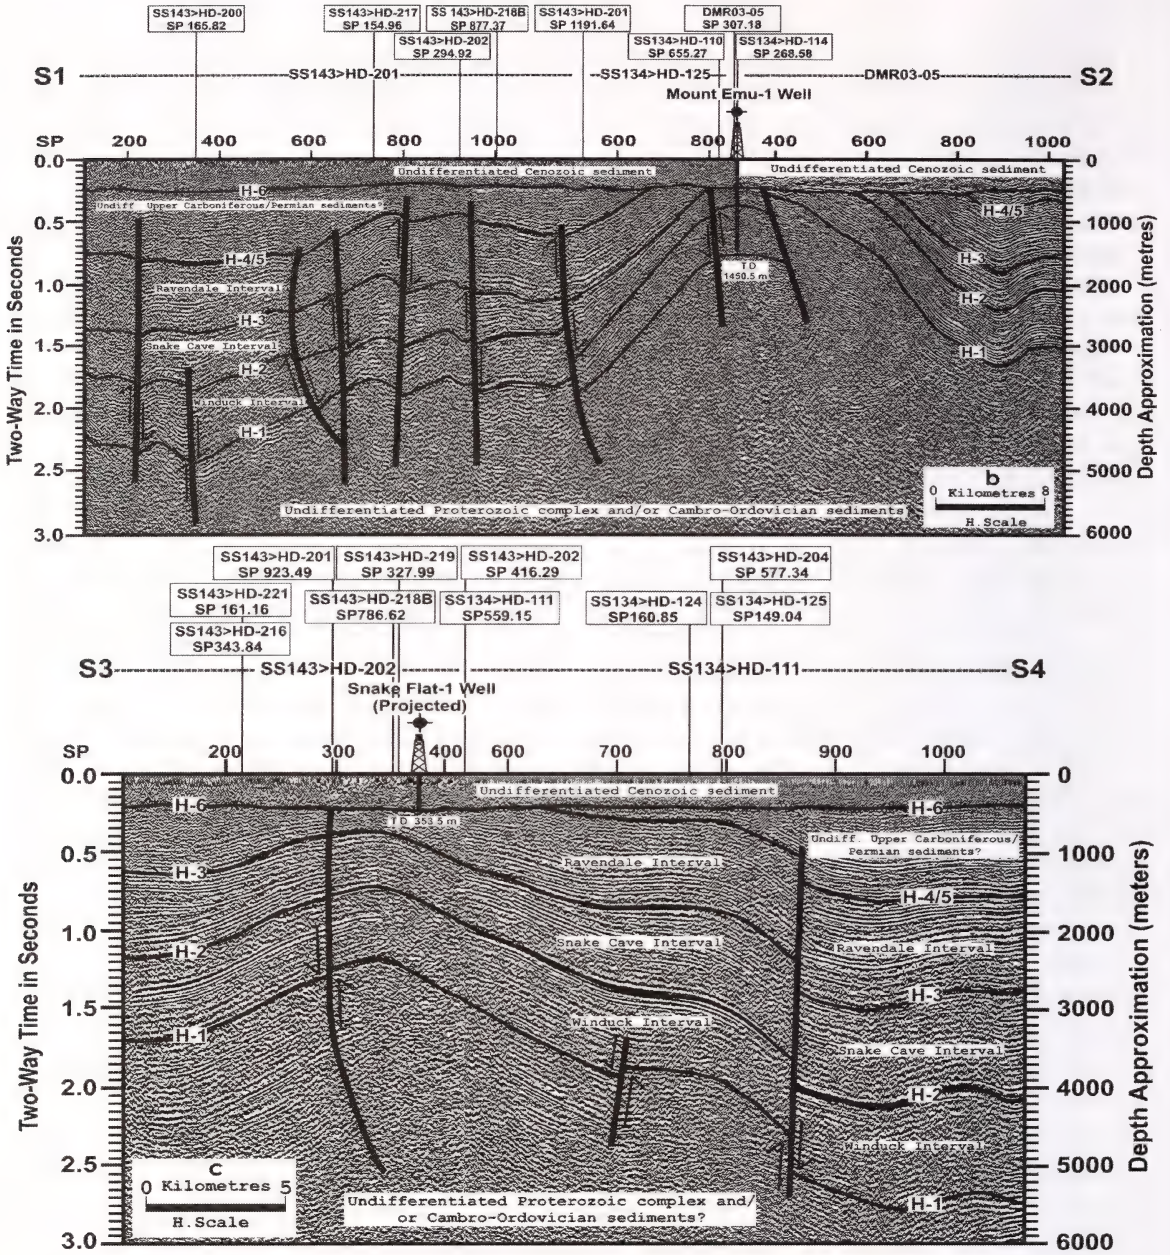 SS143>HD-200
SP 165.82
SS143>HD-217
SP 154.96
SS 143>HD-218B
SP 877.37
SS143>HD-202
SP 294.92
SS143>HD-201
SP 1191.64
DMR03-05
SP 307.18
SS134>HD-110
SP 655.27
SS134>HD-114
SP 268.58
S1 SS143>HD-201 SS134>HD-125 DMR03-05 S2
Mount Emu-1 Well
SP 200 400 600 800 1000 600 800 400 600 800 1000
Two-Way Time in Seconds
0.0
0.5
1.0
1.5
2.0
2.5
3.0
Undifferentiated Cenozoic sediment
Undifferentiated Cenozoic sediment
H-6
Undiff. Upper Carboniferous/Permian sediments?
H-4/5
H-4/5
Ravendale Interval
TD
1450.5 m
H-3
H-3
Snake Cave Interval
H-2
H-2
Winduck Interval
H-1
H-1
Undifferentiated Proterozoic complex and/or Cambro-Ordovician sediments?
b
0 Kilometres 8
H.Scale
0
1000
2000
3000
4000
5000
6000
Depth Approximation (metres)
SS143>HD-201
SP 923.49
SS143>HD-219
SP 327.99
SS143>HD-202
SP 416.29
SS143>HD-204
SP 577.34
SS143>HD-221
SP 161.16
SS143>HD-218B
SP786.62
SS134>HD-111
SP559.15
SS134>HD-124
SP160.85
SS134>HD-125
SP149.04
SS143>HD-216
SP343.84
S3 SS143>HD-202 SS134>HD-111 S4
Snake Flat-1 Well
(Projected)
SP 200 300 400 600 700 800 900 1000
Two-Way Time in Seconds
0.0
0.5
1.0
1.5
2.0
2.5
3.0
Undifferentiated Cenozoic sediment
H-6
H-6
TD 353.5 m
Undiff. Upper Carboniferous/
Permian sediments?
Ravendale Interval
H-3
H-4/5
Snake Cave Interval
Ravendale Interval
H-2
H-3
Winduck Interval
H-1
Snake Cave Interval
H-2
Winduck Interval
H-1
c
0 Kilometres 5
H.Scale
Undifferentiated Proterozoic complex and/
or Cambro-Ordovician sediments?
0
1000
2000
3000
4000
5000
6000
Depth Approximation (meters)